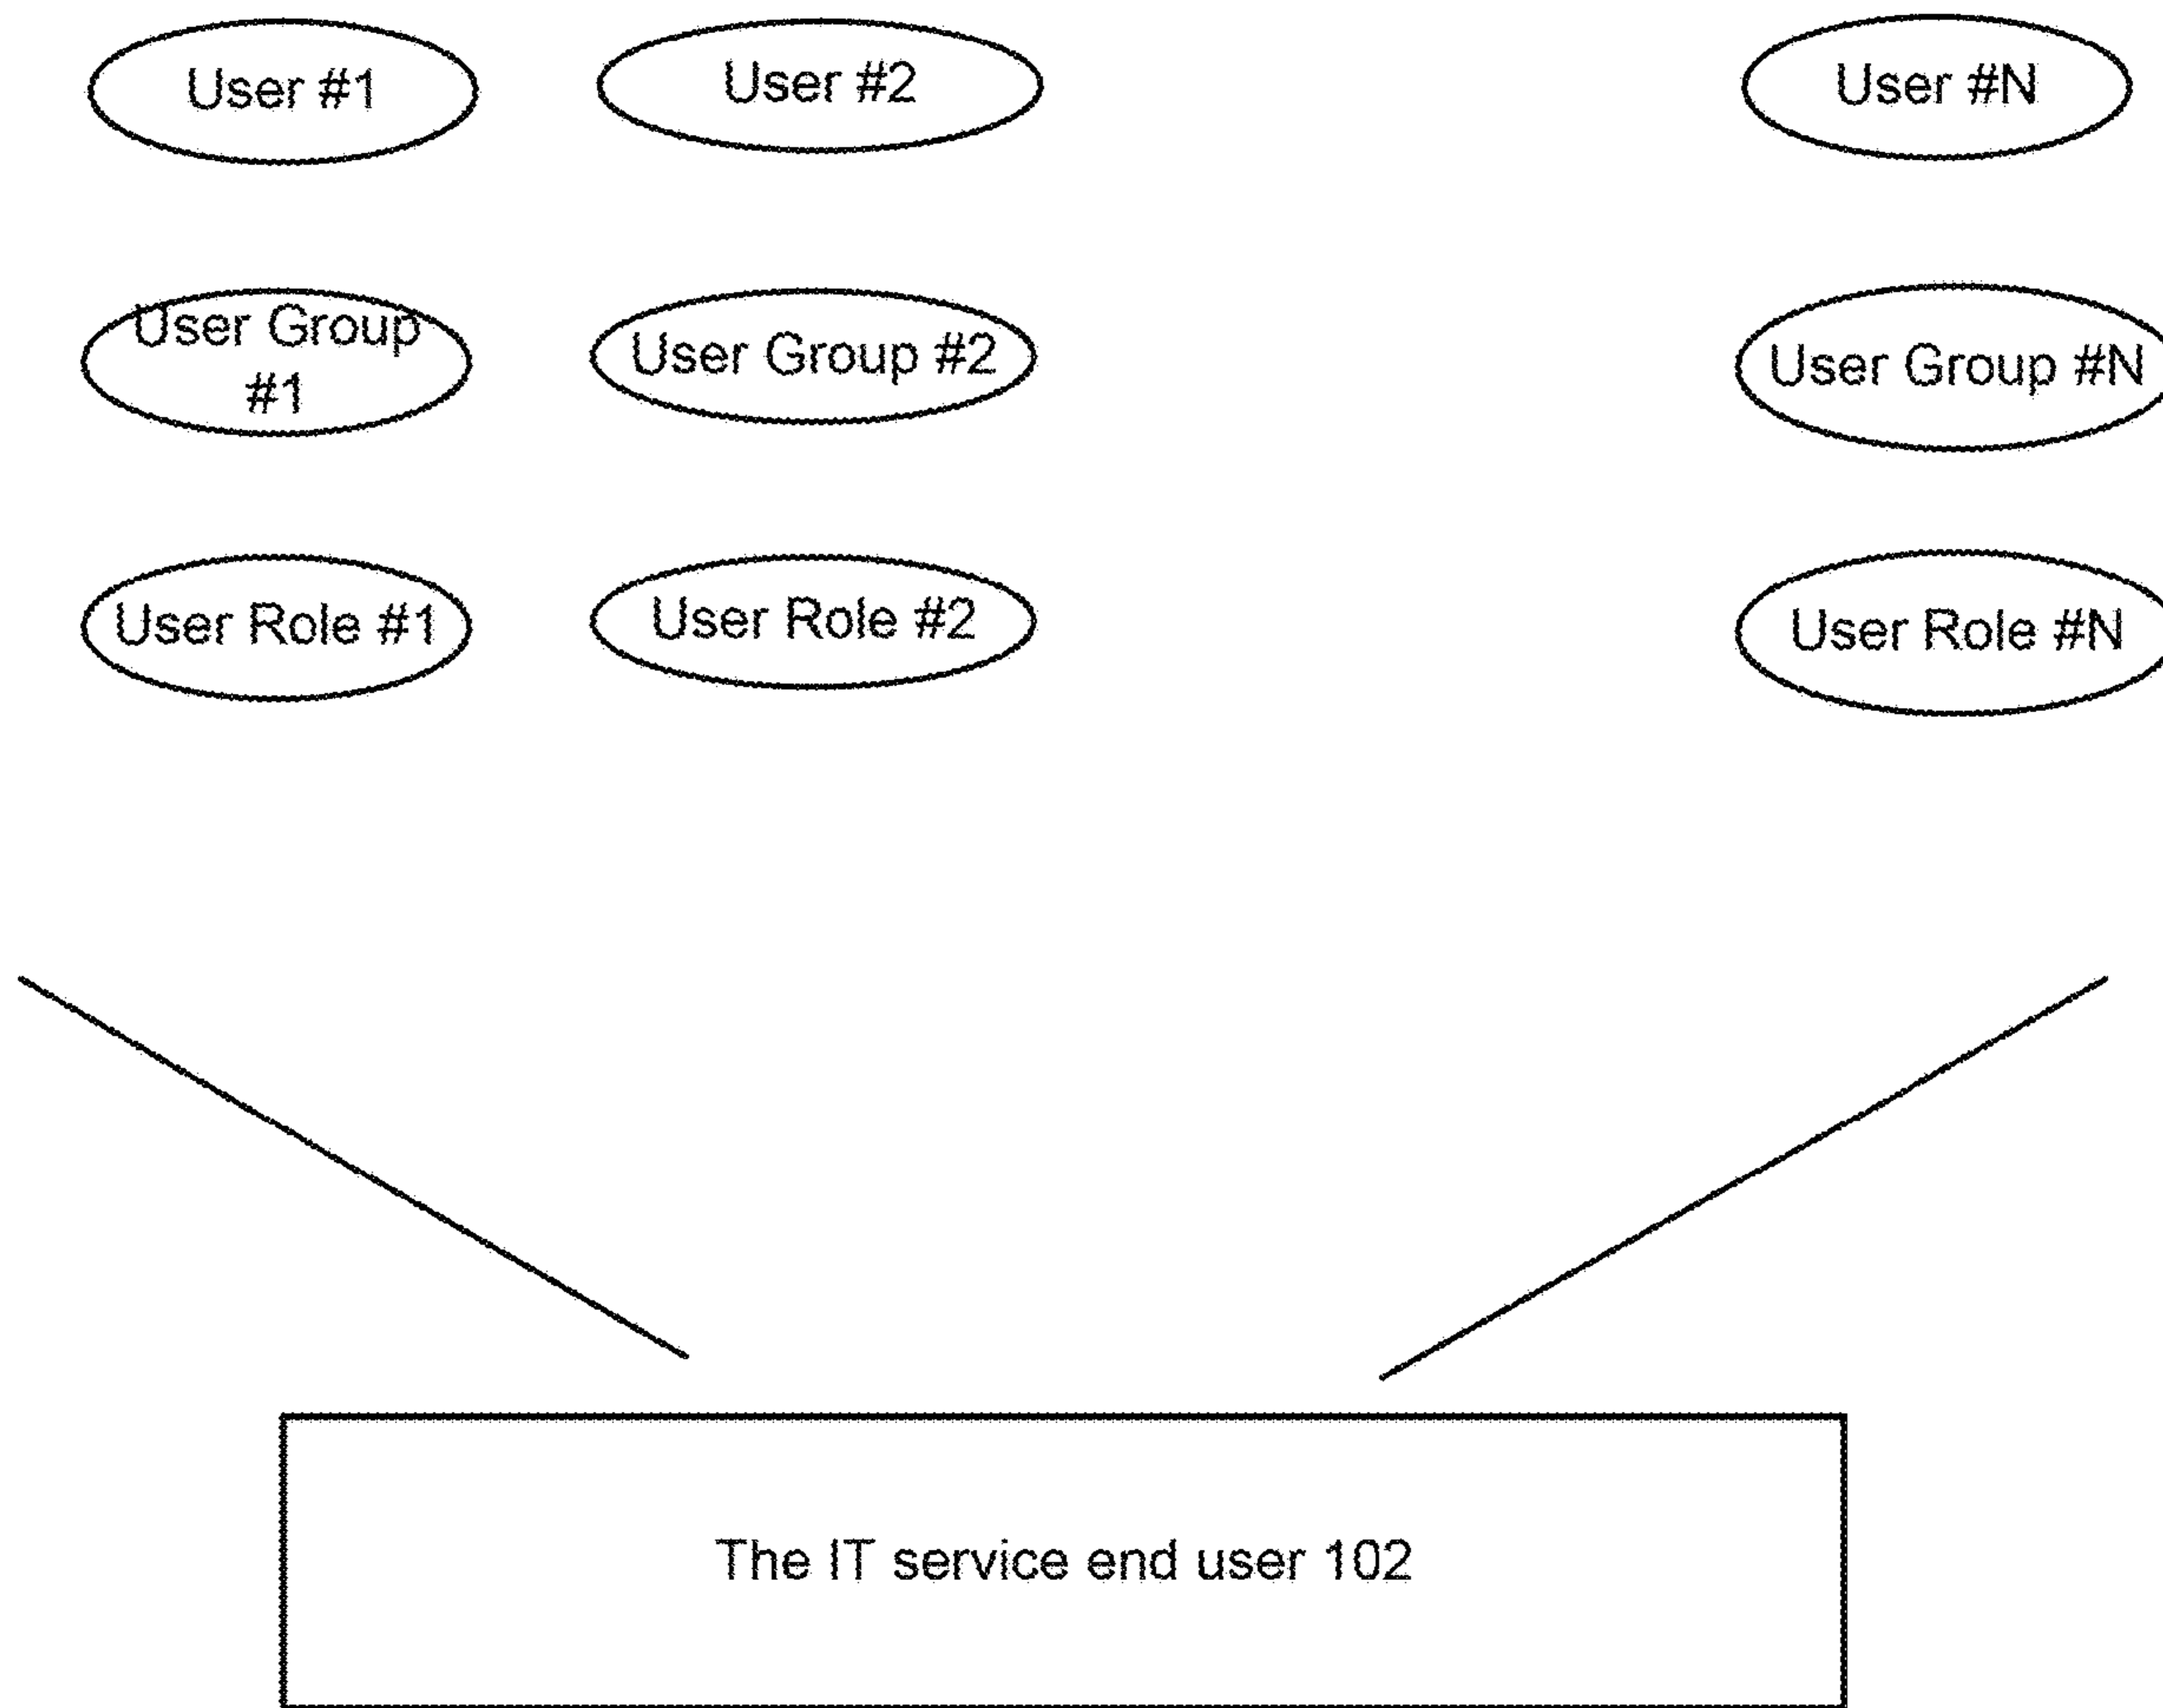 User #1
User #2
User #N
User Group
#1
User Group #2
User Group #N
User Role #1
User Role #2
User Role #N
The IT service end user 102